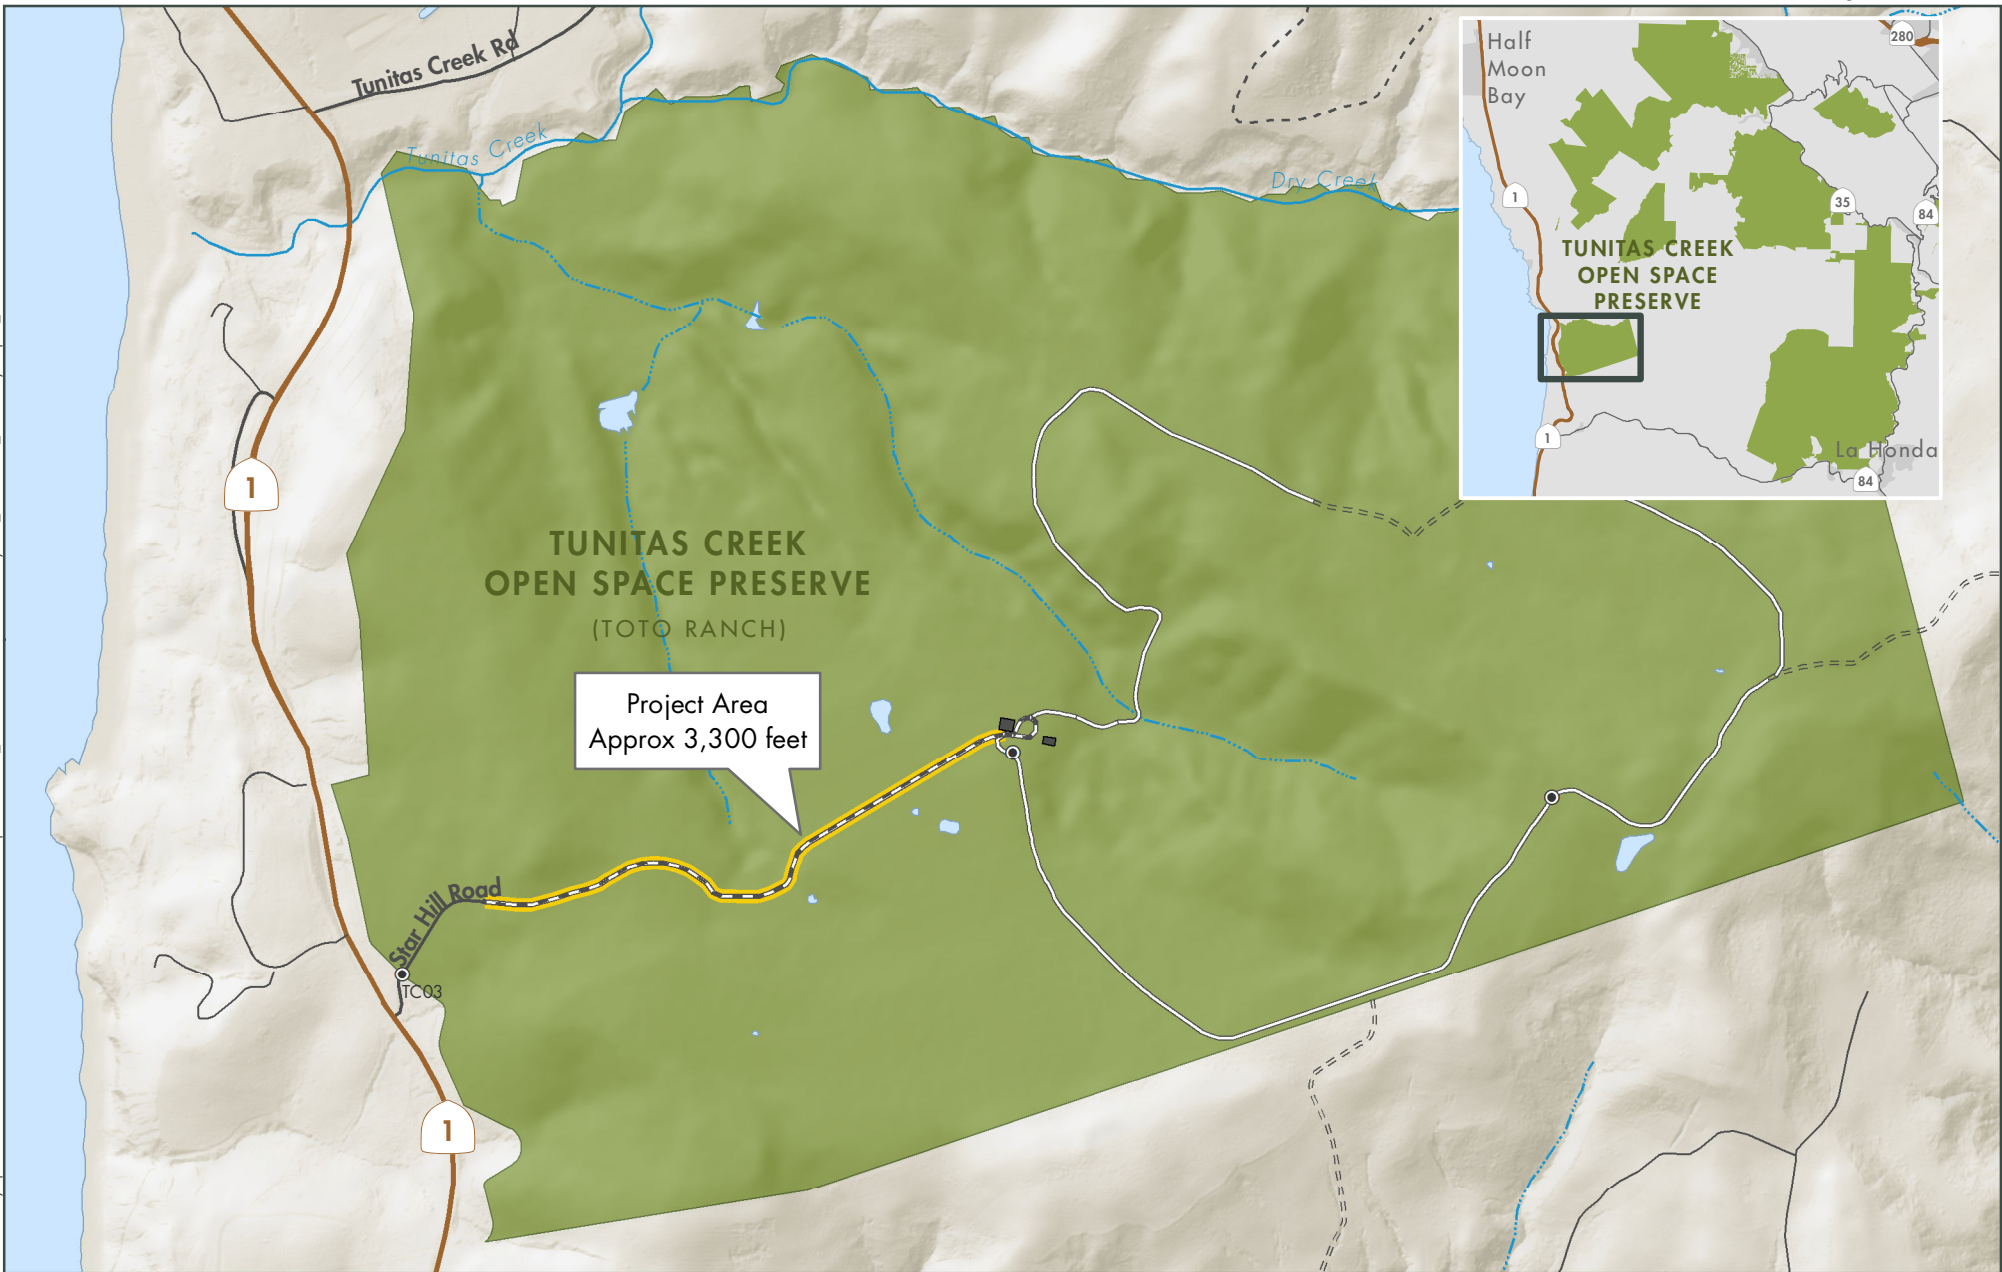 Tunitas Creek Rd
Tunitas Creek
Dry Creek
1
TUNITAS CREEK
OPEN SPACE PRESERVE
(TOTO RANCH)
Project Area
Approx 3,300 feet
Star Hill Road
TC03
1
Half
Moon
Bay
280
1
35
84
TUNITAS CREEK
OPEN SPACE
PRESERVE
1
La Honda
84